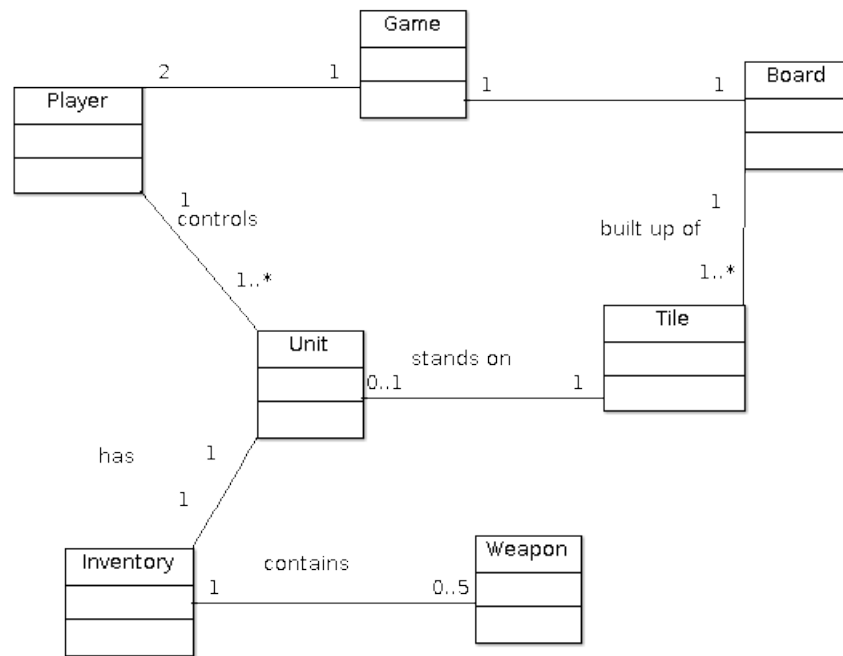 Game
2
1
1
1
Board
Player
1
controls
1
built up of
1..*
1..*
Tile
Unit
stands on
0..1
1
has
1
1
Inventory
contains
Weapon
1
0..5